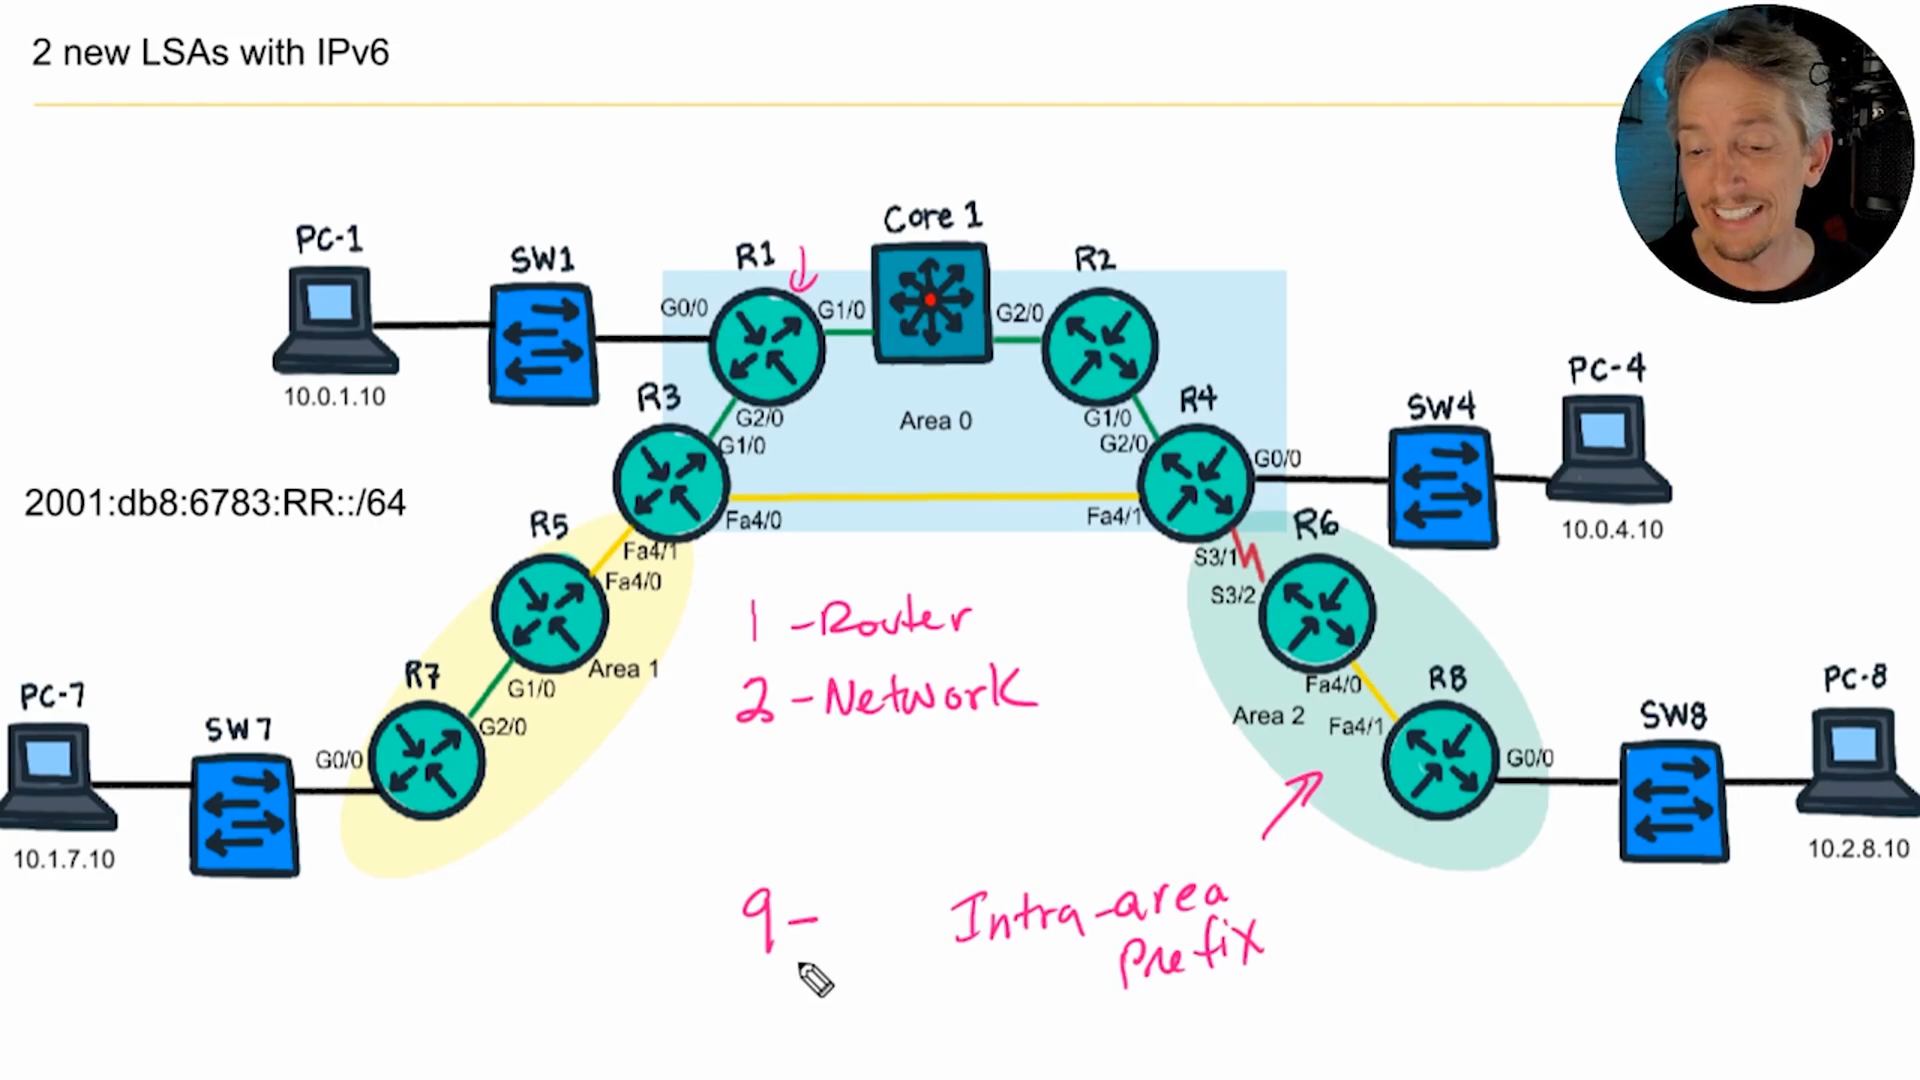 2 new LSAs with IPv6
Core 1
PC-1
SW1
R1
R2
G0/0
G1/0
G2/0
PC-4
10.0.1.10
R3
R4
SW4
G2/0
Area 0
G1/0
G1/0
G2/0
G0/0
2001:db8:6783:RR::/64
R5
Fa4/0
Fa4/1
R6
10.0.4.10
Fa4/1
S3/1
Fa4/0
S3/2
1 - Router
Area 1
R7
G1/0
2 - Network
Fa4/0
R8
PC-8
PC-7
SW7
G2/0
Area 2
Fa4/1
SW8
G0/0
G0/0
10.1.7.10
10.2.8.10
9 -
Intra-area
Prefix